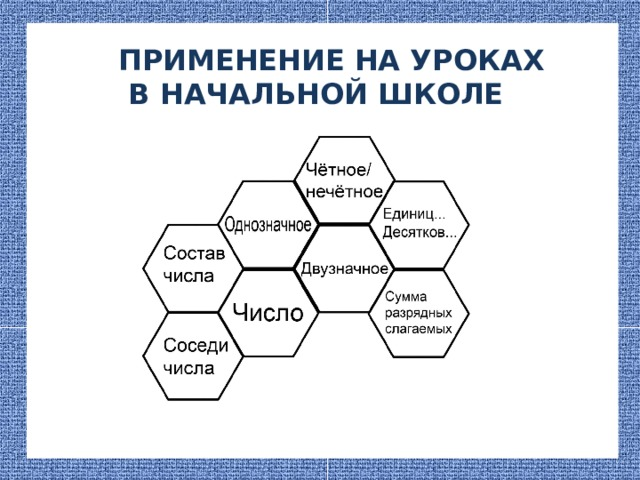 ПРИМЕНЕНИЕ НА УРОКАХ
В НАЧАЛЬНОЙ ШКОЛЕ
Чётное/
нечётное
Однозначное
Единиц...
Десятков...
Состав
числа
Двузначное
Число
Сумма
разрядных
слагаемых
Соседи
числа